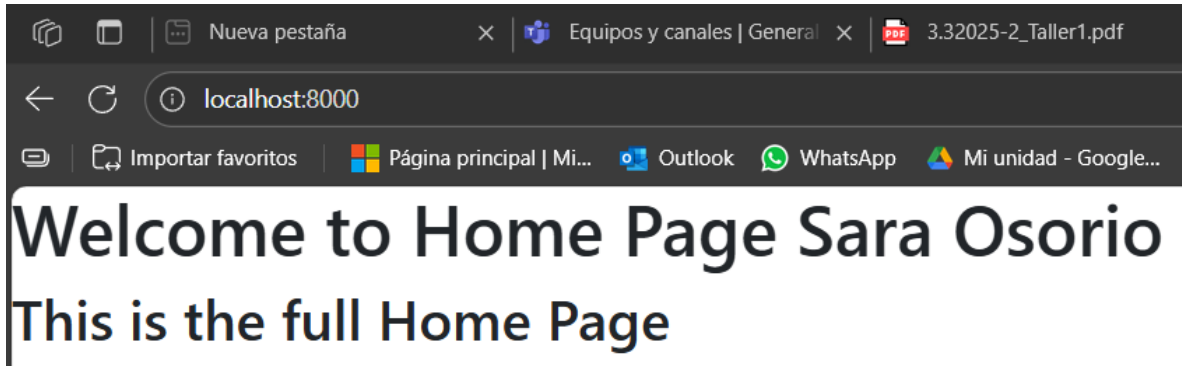 Nueva pestaña
Equipos y canales | General
PDF
3.32025-2_Taller1.pdf
localhost:8000
Importar favoritos
Página principal | Mi...
Outlook
WhatsApp
Mi unidad - Google...
Welcome to Home Page Sara Osorio
This is the full Home Page